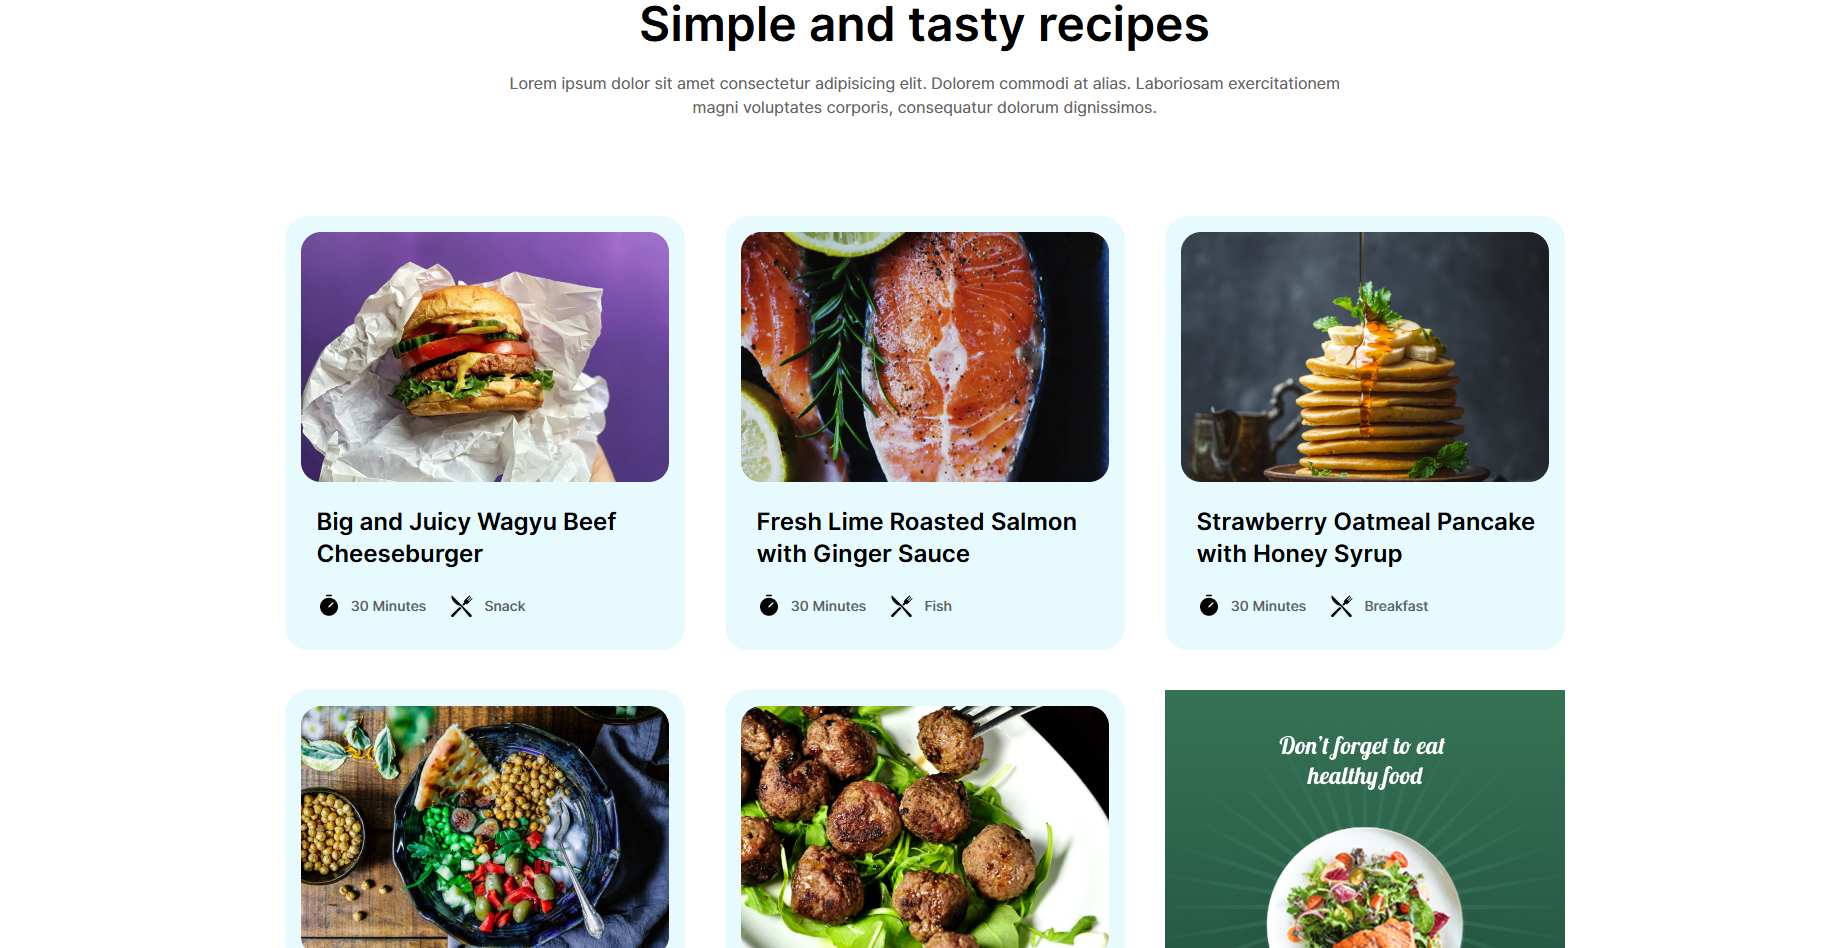 Simple and tasty recipes
Lorem ipsum dolor sit amet consectetur adipisicing elit. Dolorem commodi at alias. Laboriosam exercitationem
magni voluptates corporis, consequatur dolorum dignissimos.
Big and Juicy Wagyu Beef
Cheeseburger
30 Minutes Snack
Fresh Lime Roasted Salmon
with Ginger Sauce
30 Minutes Fish
Strawberry Oatmeal Pancake
with Honey Syrup
30 Minutes Breakfast
Don't forget to eat
healthy food